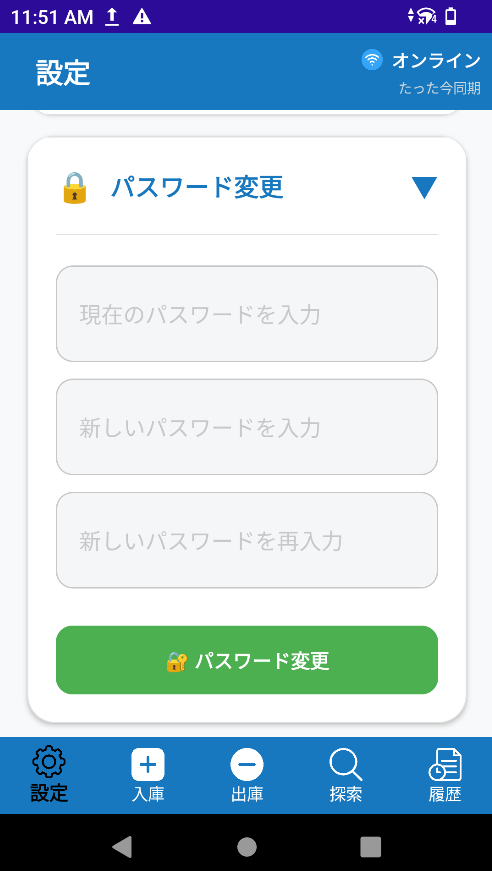 11:51 AM
設定
オンライン
たった今同期
パスワード変更
現在のパスワードを入力
新しいパスワードを入力
新しいパスワードを再入力
パスワード変更
設定
入庫
出庫
探索
履歴